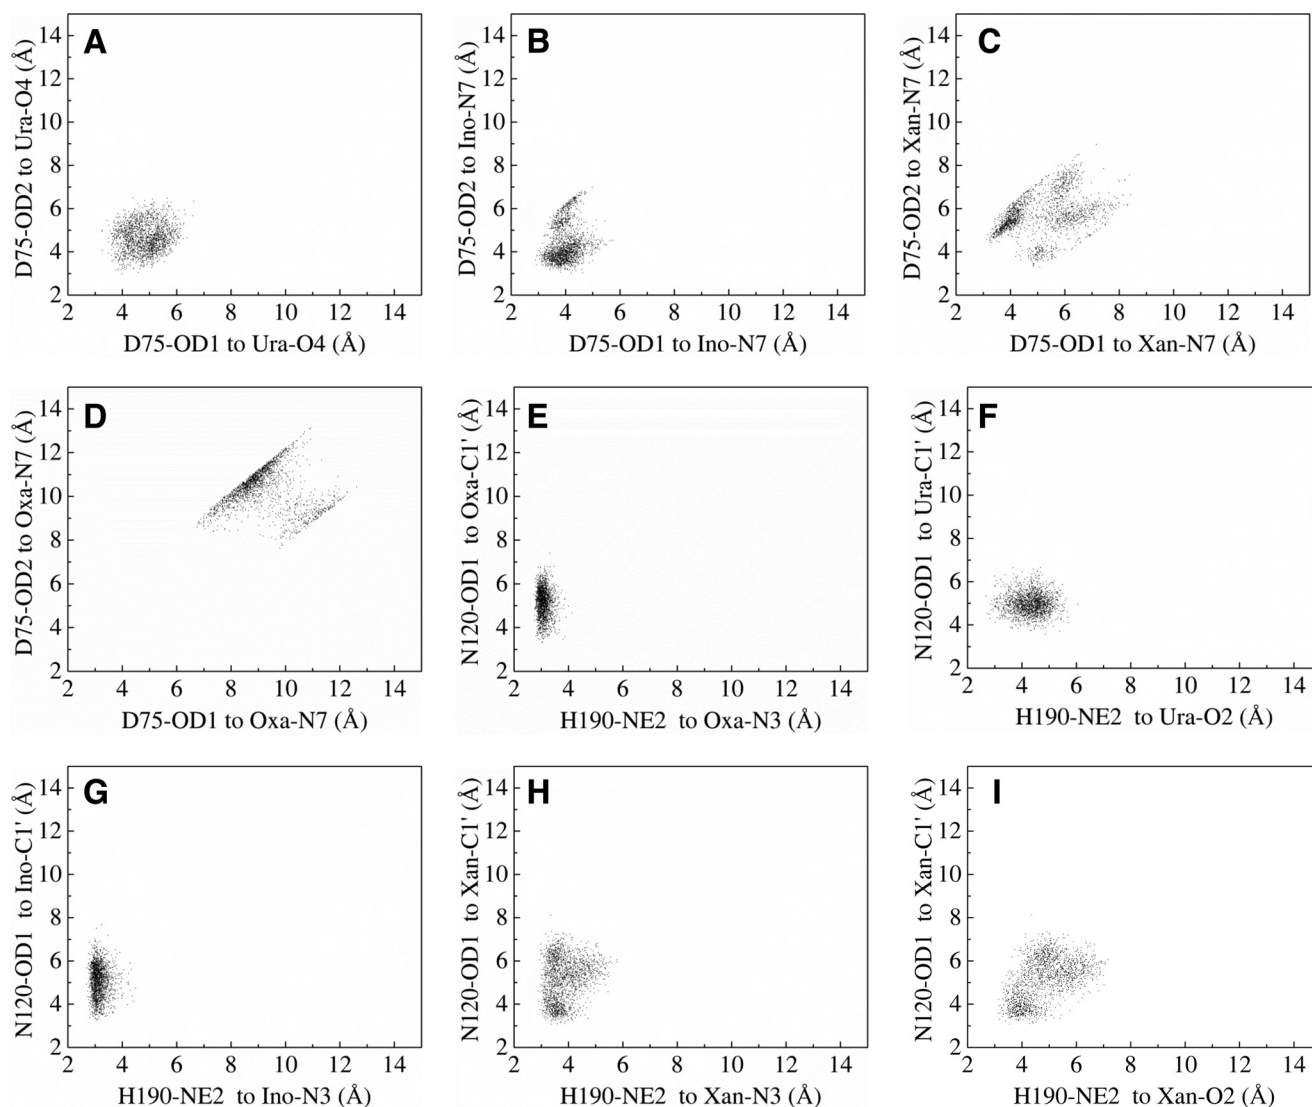 A
D75-OD2 to Ura-O4 (Å)
14
12
10
8
6
4
2
2 4 6 8 10 12 14
D75-OD1 to Ura-O4 (Å)
B
D75-OD2 to Ino-N7 (Å)
14
12
10
8
6
4
2
2 4 6 8 10 12 14
D75-OD1 to Ino-N7 (Å)
C
D75-OD2 to Xan-N7 (Å)
14
12
10
8
6
4
2
2 4 6 8 10 12 14
D75-OD1 to Xan-N7 (Å)
D
D75-OD2 to Oxa-N7 (Å)
14
12
10
8
6
4
2
2 4 6 8 10 12 14
D75-OD1 to Oxa-N7 (Å)
E
N120-OD1 to Oxa-C1' (Å)
14
12
10
8
6
4
2
2 4 6 8 10 12 14
H190-NE2 to Oxa-N3 (Å)
F
N120-OD1 to Ura-C1' (Å)
14
12
10
8
6
4
2
2 4 6 8 10 12 14
H190-NE2 to Ura-O2 (Å)
G
N120-OD1 to Ino-C1' (Å)
14
12
10
8
6
4
2
2 4 6 8 10 12 14
H190-NE2 to Ino-N3 (Å)
H
N120-OD1 to Xan-C1' (Å)
14
12
10
8
6
4
2
2 4 6 8 10 12 14
H190-NE2 to Xan-N3 (Å)
I
N120-OD1 to Xan-C1' (Å)
14
12
10
8
6
4
2
2 4 6 8 10 12 14
H190-NE2 to Xan-O2 (Å)